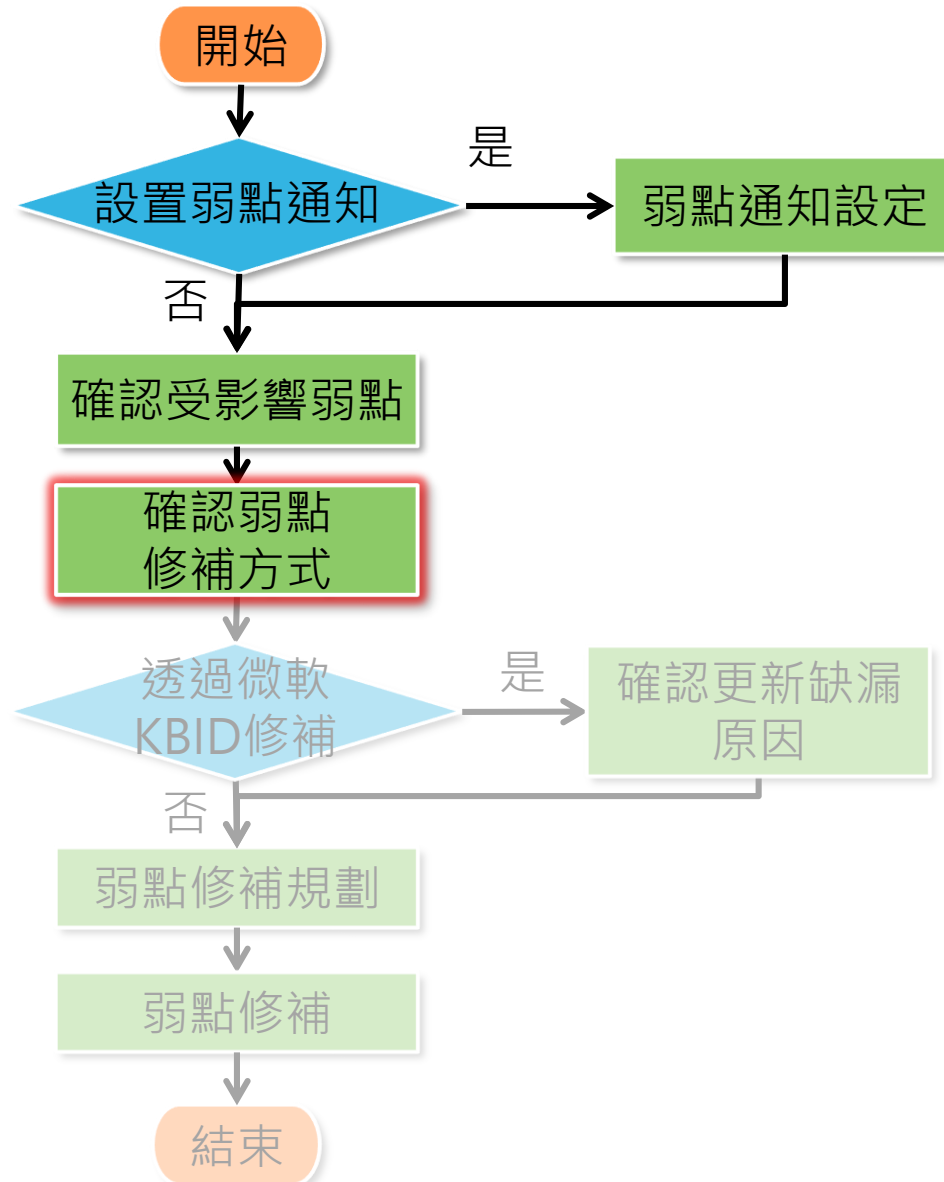 開始
設置弱點通知
是
弱點通知設定
否
確認受影響弱點
確認弱點
修補方式
透過微軟
KBID修補
是
確認更新缺漏
原因
否
弱點修補規劃
弱點修補
結束